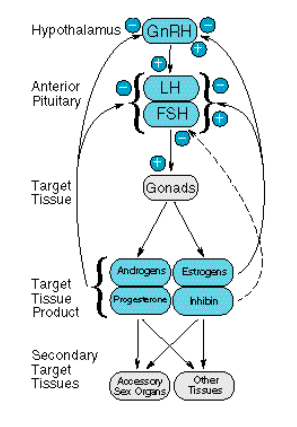 Hypothalamus
−
GnRH
−
+
+
Anterior
Pituitary
−
LH
−
FSH
+
−
+
Target
Tissue
Gonads
Target
Tissue
Product
Androgens
Estrogens
Progesterone
Inhibin
Secondary
Target
Tissues
Accessory
Sex Organs
Other
Tissues